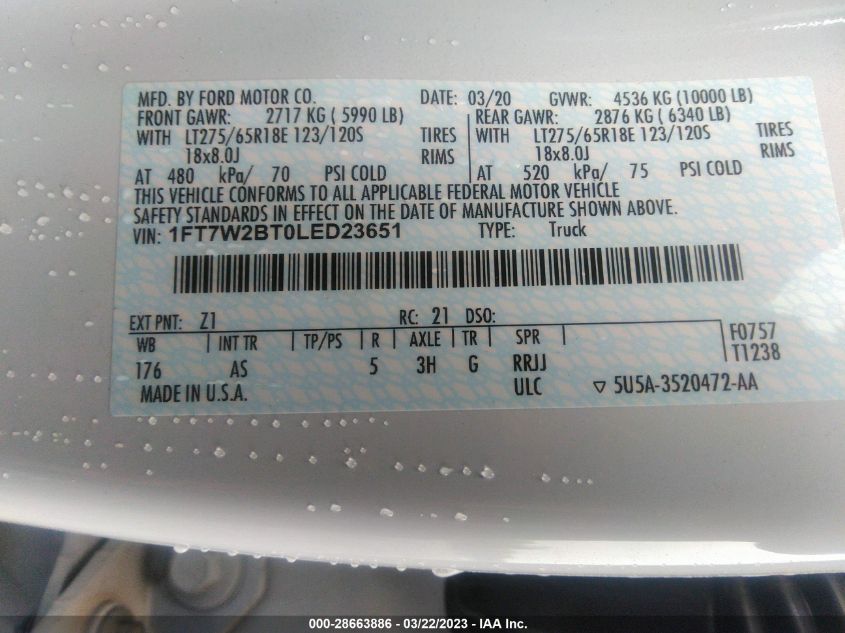 MFD. BY FORD MOTOR CO. DATE: 03/20 GVWR: 4536 KG (10000 LB)
FRONT GAWR: 2717 KG ( 5990 LB) REAR GAWR: 2876 KG ( 6340 LB)
WITH LT275/65R18E 123/120S TIRES WITH LT275/65R18E 123/120S TIRES
18x8.0J RIMS 18x8.0J RIMS
AT 480 kPa/ 70 PSI COLD AT 520 kPa/ 75 PSI COLD
THIS VEHICLE CONFORMS TO ALL APPLICABLE FEDERAL MOTOR VEHICLE
SAFETY STANDARDS IN EFFECT ON THE DATE OF MANUFACTURE SHOWN ABOVE.
VIN: 1FT7W2BT0LED23651 TYPE: Truck
EXT PNT: Z1 RC: 21 DSO:
WB INT TR TP/PS R AXLE TR SPR F0757
176 AS 5 3H G RRJJ T1238
MADE IN U.S.A. ULC ▽ 5U5A-3520472-AA
000-28663886 - 03/22/2023 - IAA Inc.